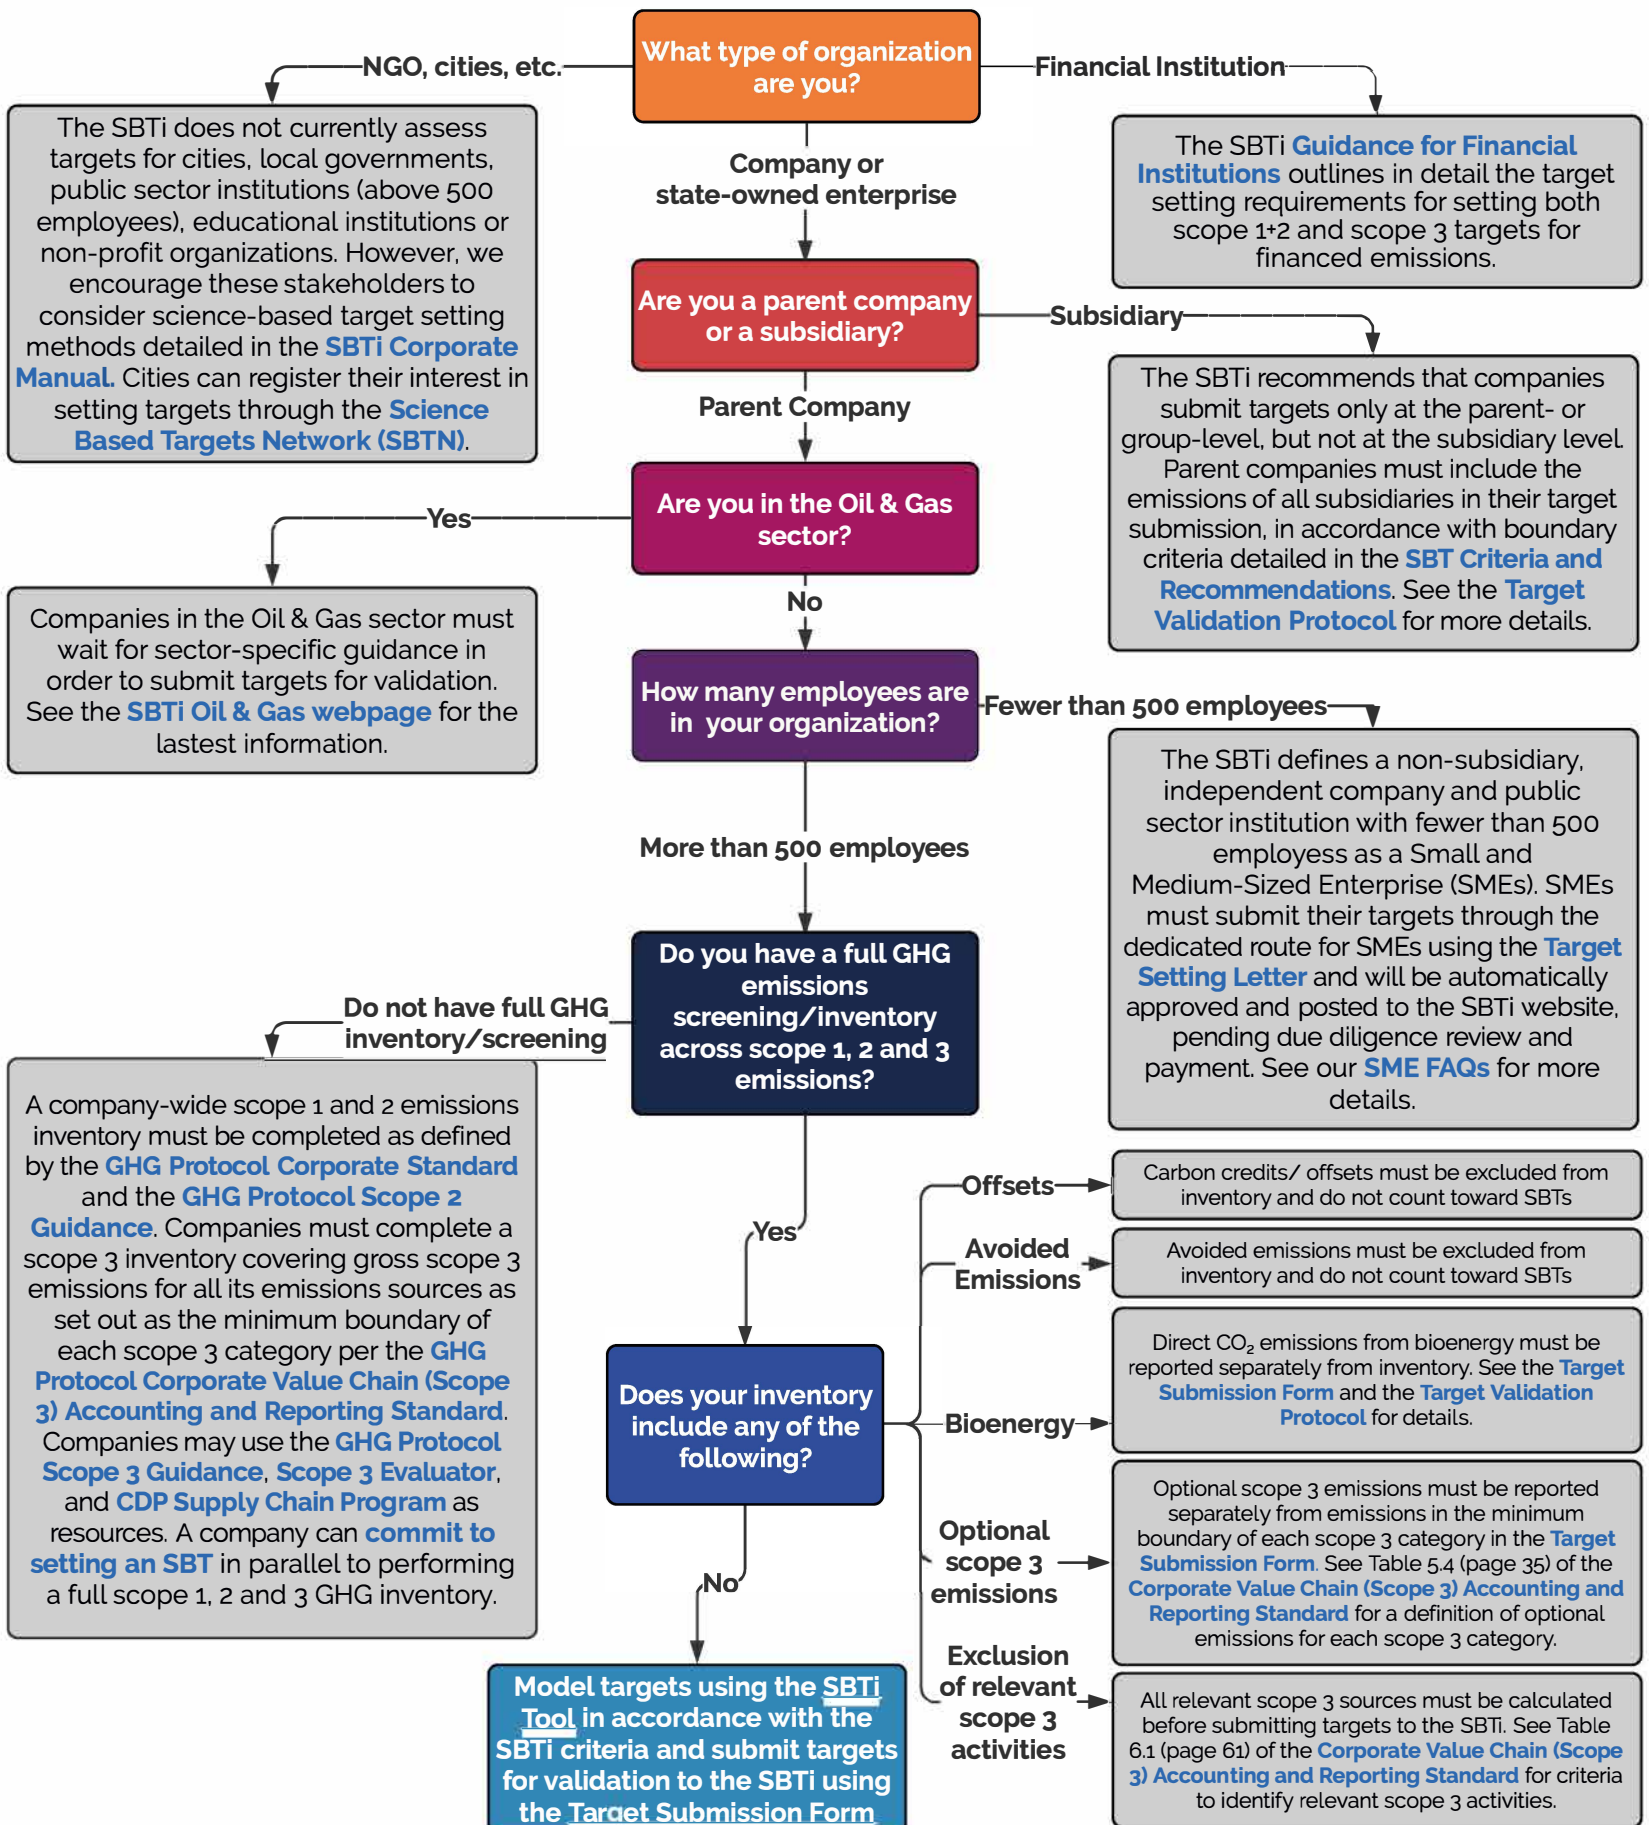 What type of organization
are you?
NGO, cities, etc.
Financial Institution
The SBTi does not currently assess
targets for cities, local governments,
public sector institutions (above 500
employees), educational institutions or
non-profit organizations. However, we
encourage these stakeholders to
consider science-based target setting
methods detailed in the SBTi Corporate
Manual. Cities can register their interest in
setting targets through the Science
Based Targets Network (SBTN).
Company or
state-owned enterprise
The SBTi Guidance for Financial
Institutions outlines in detail the target
setting requirements for setting both
scope 1+2 and scope 3 targets for
financed emissions.
Are you a parent company
or a subsidiary?
Subsidiary
The SBTi recommends that companies
submit targets only at the parent- or
group-level, but not at the subsidiary level.
Parent companies must include the
emissions of all subsidiaries in their target
submission, in accordance with boundary
criteria detailed in the SBT Criteria and
Recommendations. See the Target
Validation Protocol for more details.
Parent Company
Are you in the Oil & Gas
sector?
Yes
Companies in the Oil & Gas sector must
wait for sector-specific guidance in
order to submit targets for validation.
See the SBTi Oil & Gas webpage for the
lastest information.
No
How many employees are
in your organization?
Fewer than 500 employees
The SBTi defines a non-subsidiary,
independent company and public
sector institution with fewer than 500
employess as a Small and
Medium-Sized Enterprise (SMEs). SMEs
must submit their targets through the
dedicated route for SMEs using the Target
Setting Letter and will be automatically
approved and posted to the SBTi website,
pending due diligence review and
payment. See our SME FAQs for more
details.
More than 500 employees
Do you have a full GHG
emissions
screening/inventory
across scope 1, 2 and 3
emissions?
Do not have full GHG
inventory/screening
A company-wide scope 1 and 2 emissions
inventory must be completed as defined
by the GHG Protocol Corporate Standard
and the GHG Protocol Scope 2
Guidance. Companies must complete a
scope 3 inventory covering gross scope 3
emissions for all its emissions sources as
set out as the minimum boundary of
each scope 3 category per the GHG
Protocol Corporate Value Chain (Scope
3) Accounting and Reporting Standard.
Companies may use the GHG Protocol
Scope 3 Guidance, Scope 3 Evaluator,
and CDP Supply Chain Program as
resources. A company can commit to
setting an SBT in parallel to performing
a full scope 1, 2 and 3 GHG inventory.
Yes
Does your inventory
include any of the
following?
Offsets
Carbon credits/ offsets must be excluded from
inventory and do not count toward SBTs
Avoided
Emissions
Avoided emissions must be excluded from
inventory and do not count toward SBTs
Bioenergy
Direct CO₂ emissions from bioenergy must be
reported separately from inventory. See the Target
Submission Form and the Target Validation
Protocol for details.
Optional
scope 3
emissions
Optional scope 3 emissions must be reported
separately from emissions in the minimum
boundary of each scope 3 category in the Target
Submission Form. See Table 5.4 (page 35) of the
Corporate Value Chain (Scope 3) Accounting and
Reporting Standard for a definition of optional
emissions for each scope 3 category.
Exclusion
of relevant
scope 3
activities
All relevant scope 3 sources must be calculated
before submitting targets to the SBTi. See Table
6.1 (page 61) of the Corporate Value Chain (Scope
3) Accounting and Reporting Standard for criteria
to identify relevant scope 3 activities.
No
Model targets using the SBTi
Tool in accordance with the
SBTi criteria and submit targets
for validation to the SBTi using
the Target Submission Form